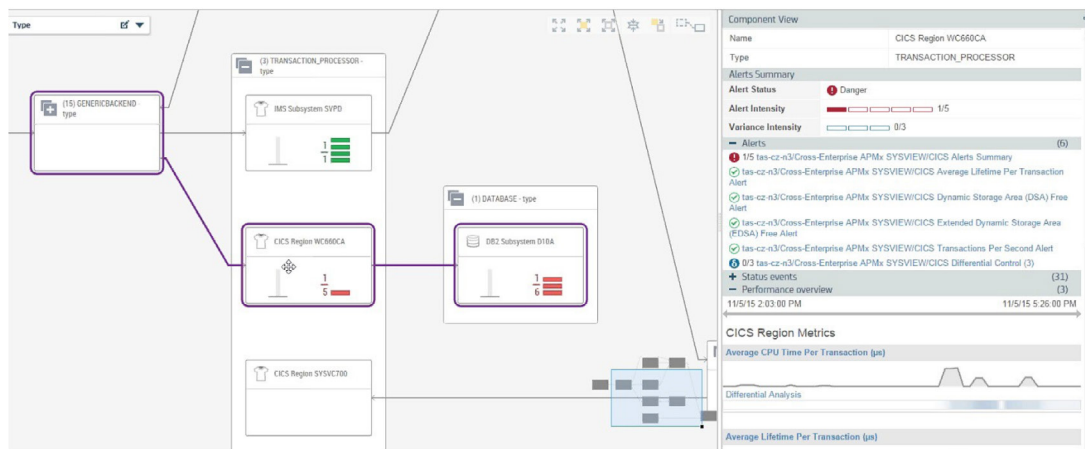 Type
(15) GENERICBACKEND -
type
(3) TRANSACTION_PROCESSOR -
type
IMS Subsystem SVPD
1
1
CICS Region WC660CA
1
5
(1) DATABASE - type
DB2 Subsystem D10A
1
6
CICS Region SYSVC700
Component View
Name CICS Region WC660CA
Type TRANSACTION_PROCESSOR
Alerts Summary
Alert Status Danger
Alert Intensity 1/5
Variance Intensity 0/3
Alerts (6)
1/5 tas-cz-n3/Cross-Enterprise APMx SYSVIEW/CICS Alerts Summary
tas-cz-n3/Cross-Enterprise APMx SYSVIEW/CICS Average Lifetime Per Transaction
Alert
tas-cz-n3/Cross-Enterprise APMx SYSVIEW/CICS Dynamic Storage Area (DSA) Free
Alert
tas-cz-n3/Cross-Enterprise APMx SYSVIEW/CICS Extended Dynamic Storage Area
(EDSA) Free Alert
tas-cz-n3/Cross-Enterprise APMx SYSVIEW/CICS Transactions Per Second Alert
0/3 tas-cz-n3/Cross-Enterprise APMx SYSVIEW/CICS Differential Control (3)
Status events (31)
Performance overview (3)
11/5/15 2:03:00 PM 11/5/15 5:26:00 PM
CICS Region Metrics
Average CPU Time Per Transaction (µs)
Differential Analysis
Average Lifetime Per Transaction (µs)